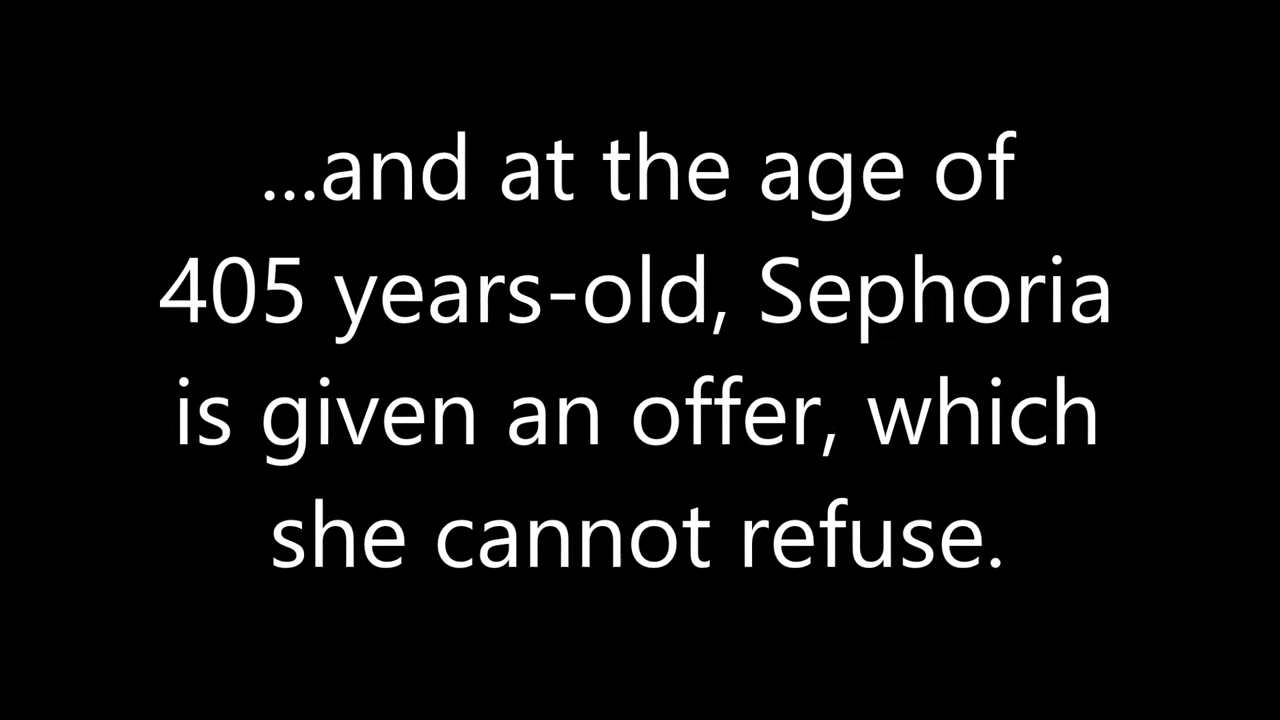 ...and at the age of
405 years-old, Sephoria
is given an offer, which
she cannot refuse.